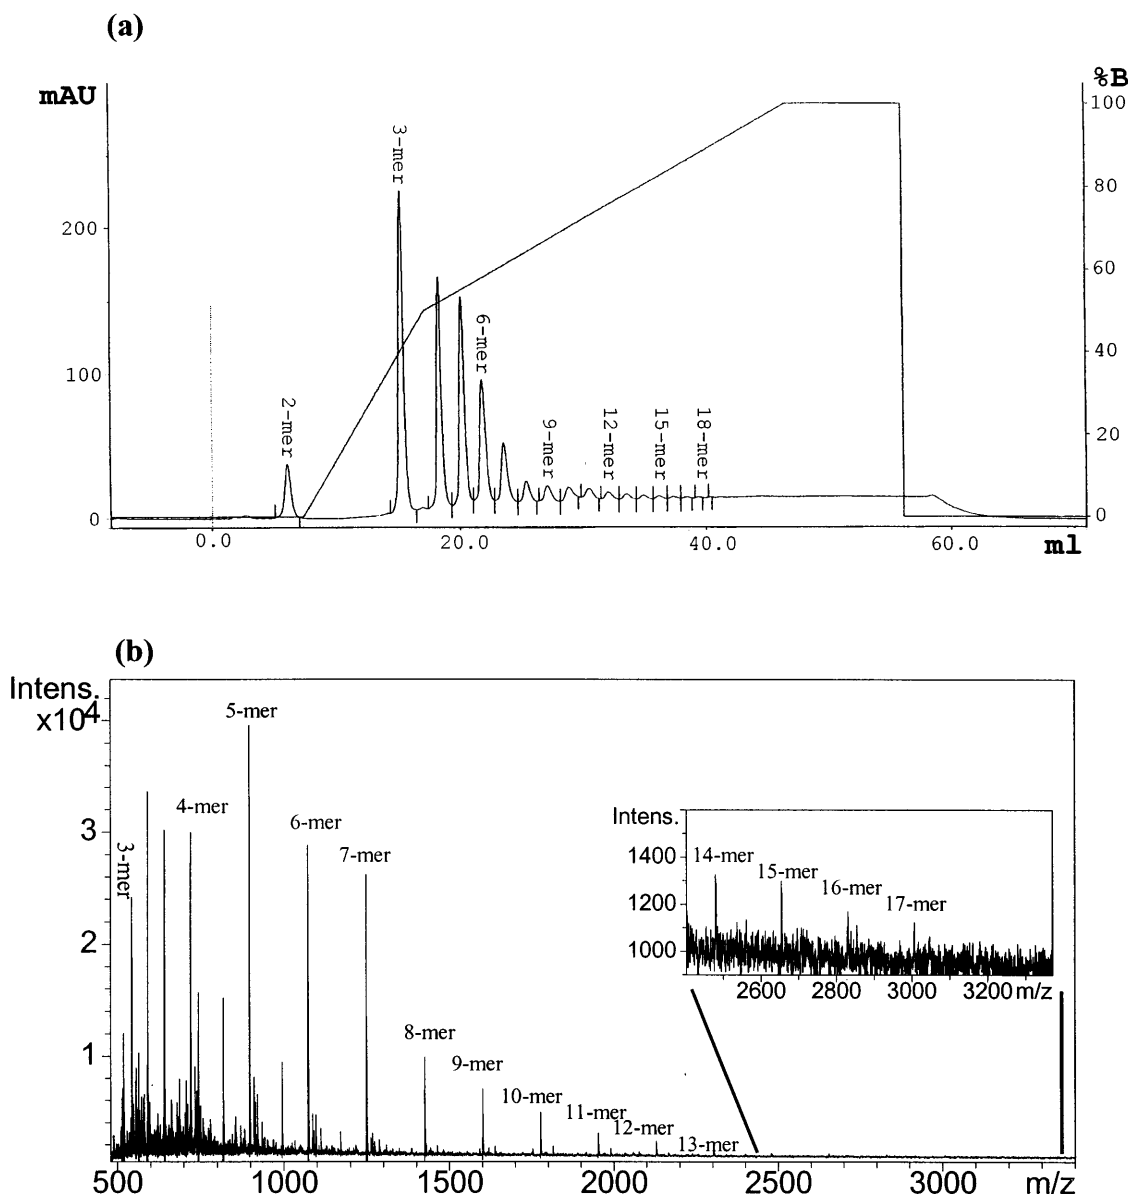 (a)
mAU
%B
100
3-mer
80
200
60
6-mer
40
100
2-mer
9-mer
12-mer
15-mer
18-mer
20
0
0
0.0
20.0
40.0
60.0
ml
(b)
Intens.
x10
4
5-mer
4-mer
3
6-mer
7-mer
3-mer
Intens.
1400
14-mer
15-mer
16-mer
17-mer
1200
1000
2600
2800
3000
3200
m/z
2
8-mer
1
9-mer
10-mer
11-mer
12-mer
13-mer
500
1000
1500
2000
2500
3000
m/z